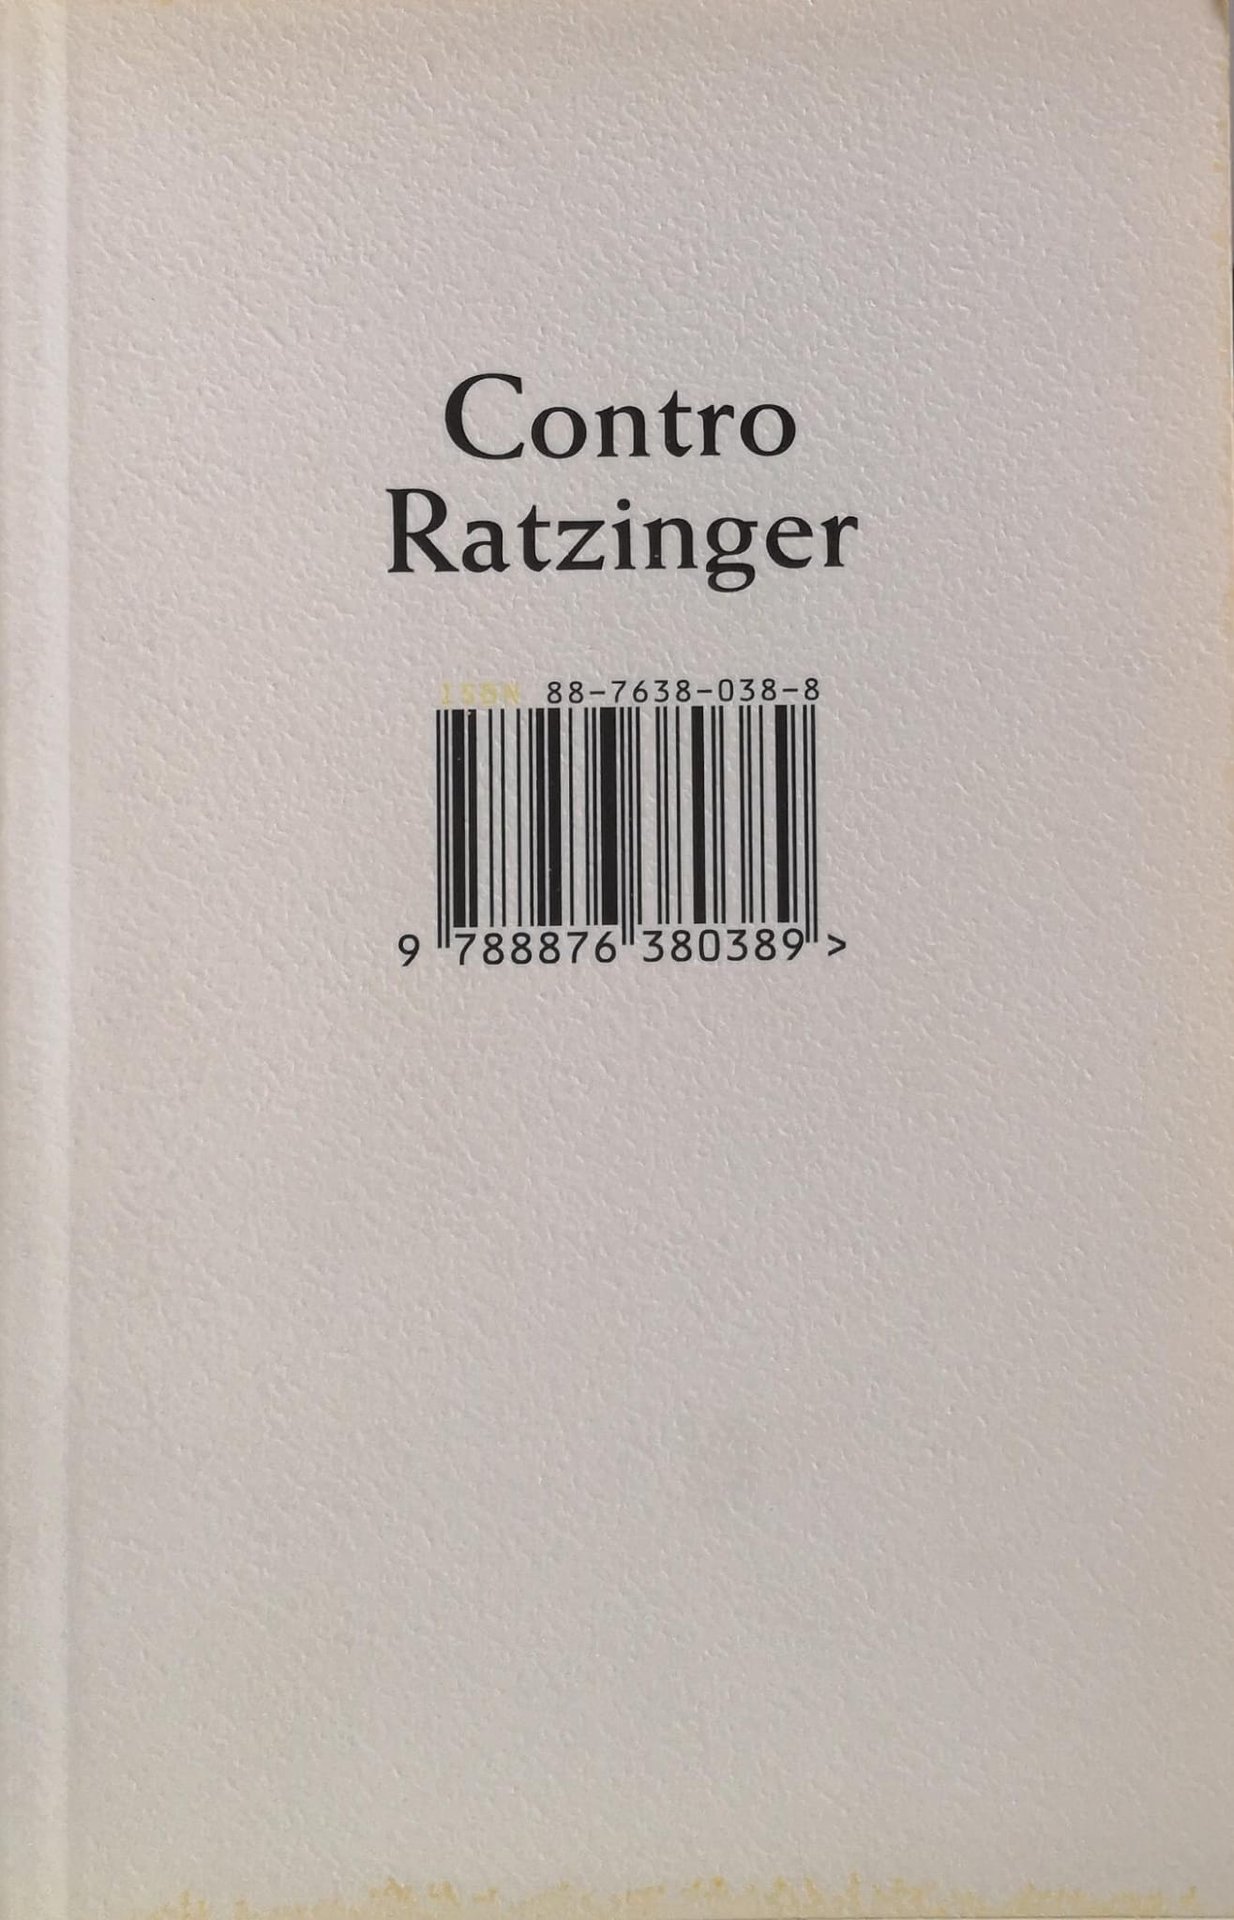 Contro
Ratzinger
ISBN 88-7638-038-8
9 788876 380389 >